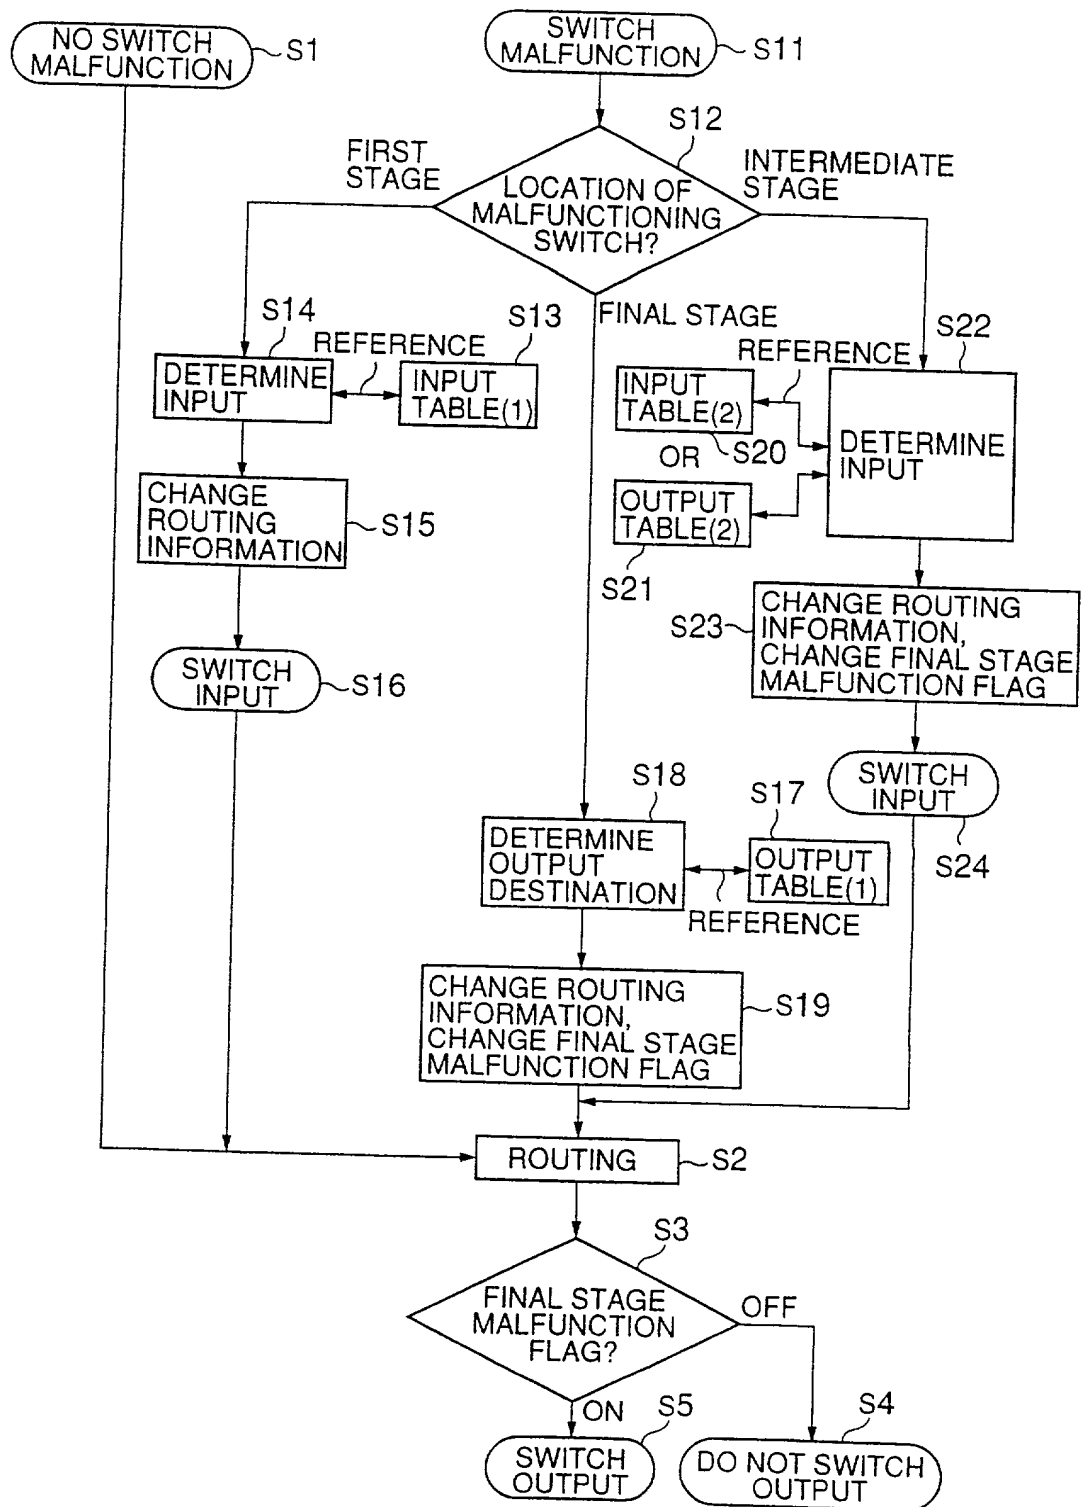 NO SWITCH
MALFUNCTION
S1
SWITCH
MALFUNCTION
S11
S12
FIRST
STAGE
INTERMEDIATE
STAGE
LOCATION OF
MALFUNCTIONING
SWITCH?
FINAL STAGE
S14
REFERENCE
S13
DETERMINE
INPUT
INPUT
TABLE(1)
S22
REFERENCE
INPUT
TABLE(2)
S20
OR
OUTPUT
TABLE(2)
S21
DETERMINE
INPUT
CHANGE
ROUTING
INFORMATION
S15
S23
CHANGE ROUTING
INFORMATION,
CHANGE FINAL STAGE
MALFUNCTION FLAG
SWITCH
INPUT
S16
SWITCH
INPUT
S24
S18
S17
DETERMINE
OUTPUT
DESTINATION
OUTPUT
TABLE(1)
REFERENCE
CHANGE ROUTING
INFORMATION,
CHANGE FINAL STAGE
MALFUNCTION FLAG
S19
ROUTING
S2
S3
FINAL STAGE
MALFUNCTION
FLAG?
OFF
ON
S5
S4
SWITCH
OUTPUT
DO NOT SWITCH
OUTPUT